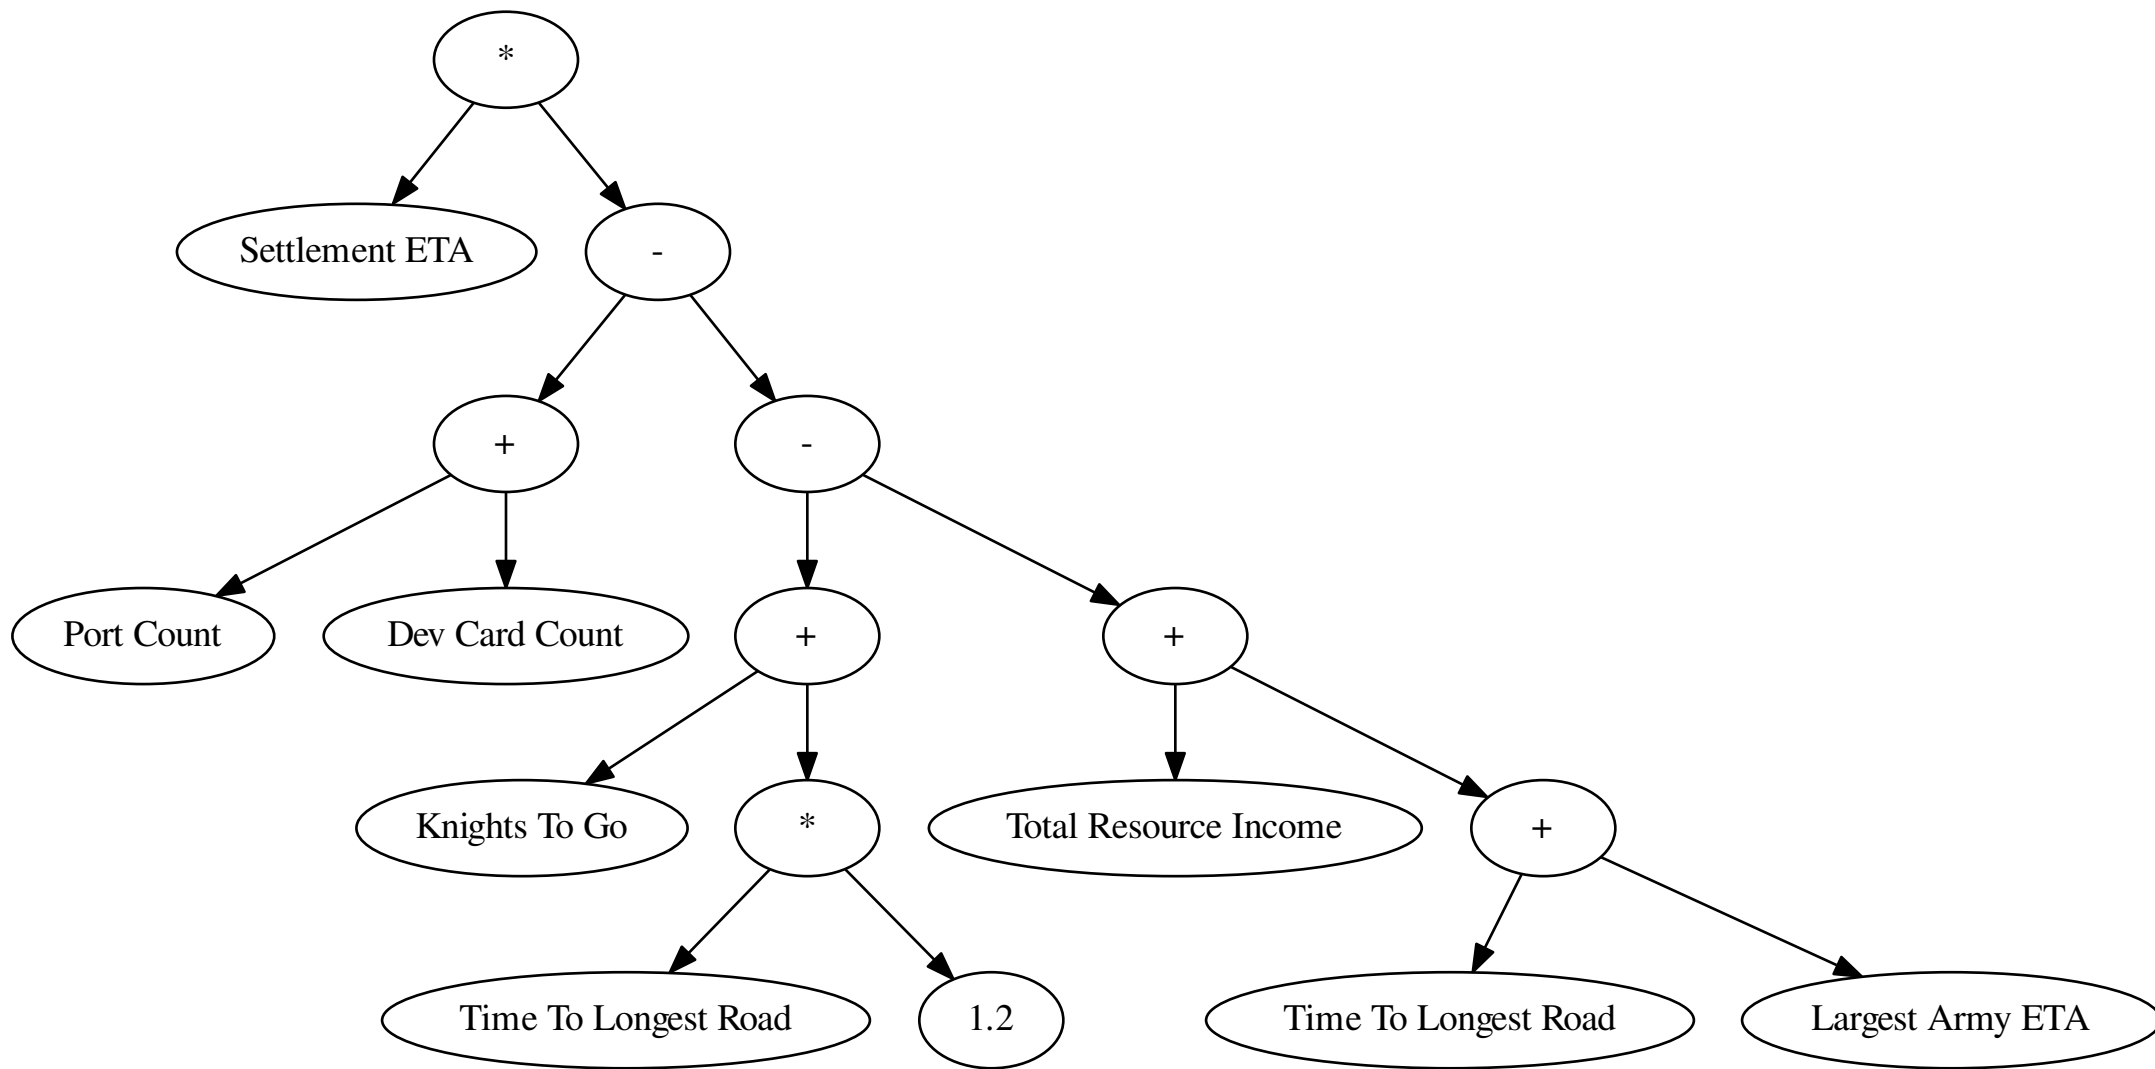 *
Settlement ETA
-
+
-
Port Count
Dev Card Count
+
+
Knights To Go
*
Total Resource Income
+
Time To Longest Road
1.2
Time To Longest Road
Largest Army ETA